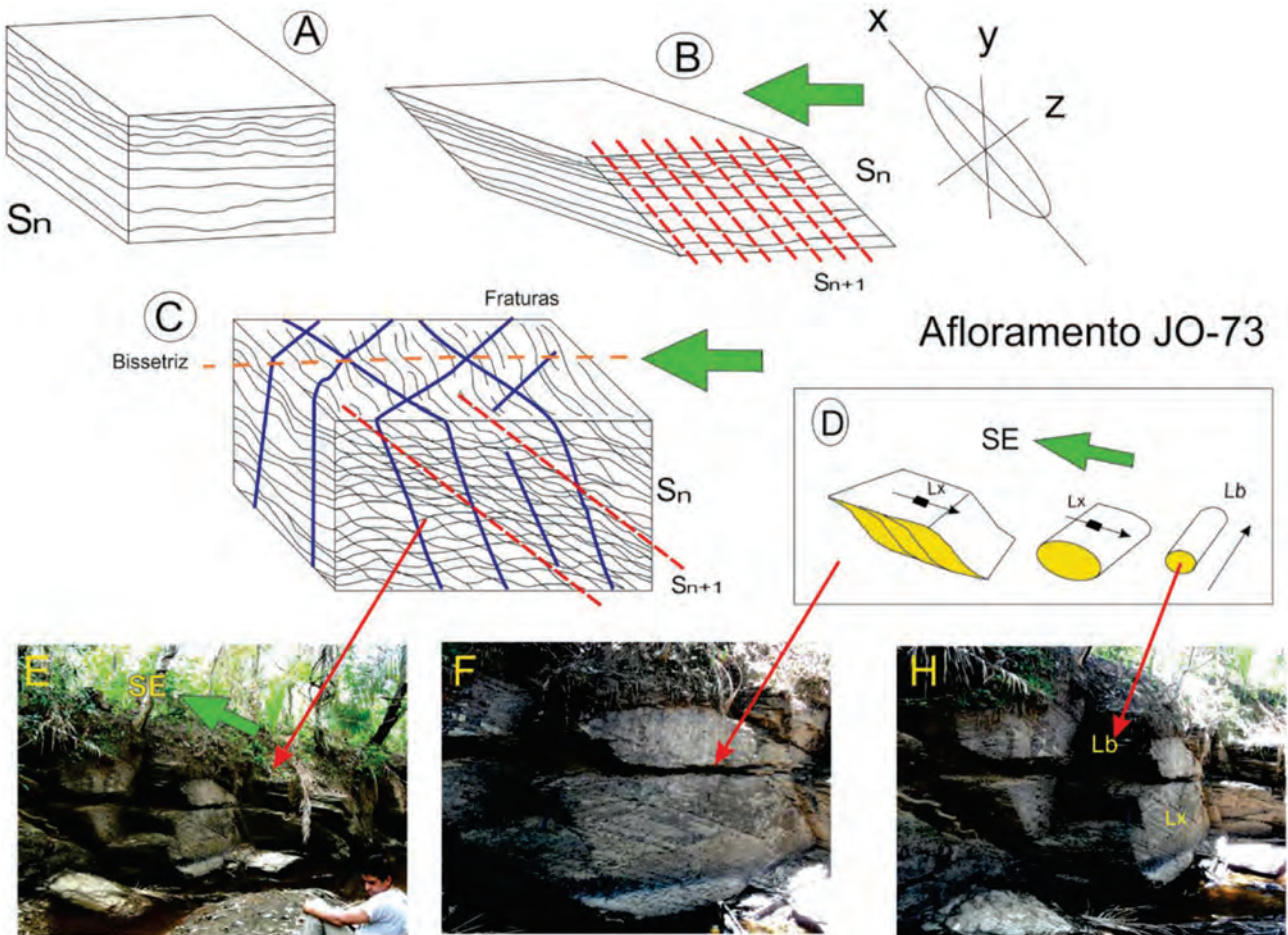 A
Sn
B
x
y
z
Sn
Sn+1
C
Fraturas
Bissetriz
Sn
Sn+1
Afloramento JO-73
D
SE
Lx
Lx
Lb
E
SE
F
H
Lb
Lx